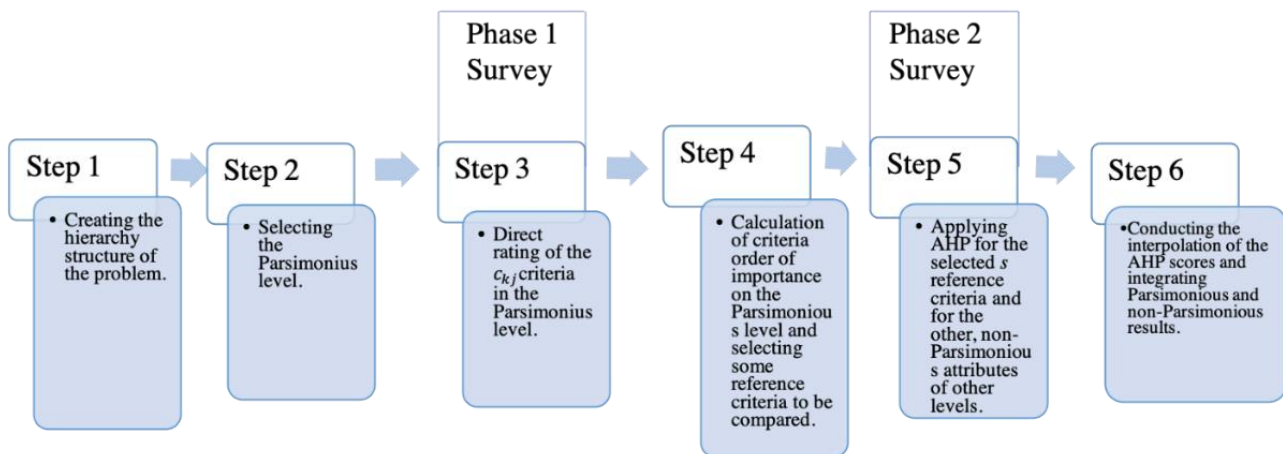 Phase 1
Survey
Phase 2
Survey
Step 1
• Creating the
hierarchy
structure of
the problem.
Step 2
• Selecting
the
Parsimonius
level.
Step 3
• Direct
rating of the
c_{kj} criteria
in the
Parsimonius
level.
Step 4
• Calculation of
criteria
order of
importance
on the
Parsimoniou
s level and
selecting
some
reference
criteria to be
compared.
Step 5
• Applying
AHP for the
selected s
reference
criteria and
for the
other, non-
Parsimoniou
s attributes
of other
levels.
Step 6
•Conducting the
interpolation of the
AHP scores and
integrating
Parsimonious and
non-Parsimonious
results.